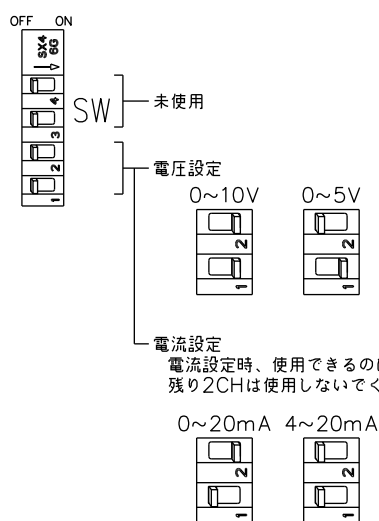 OFF ON
SX4
6G
4
3
2
1
SW
未使用
電圧設定
0~10V 0~5V
2 2
1 1
電流設定
電流設定時、使用できるの
残り2CHは使用しないでく
0~20mA 4~20mA
2 2
1 1